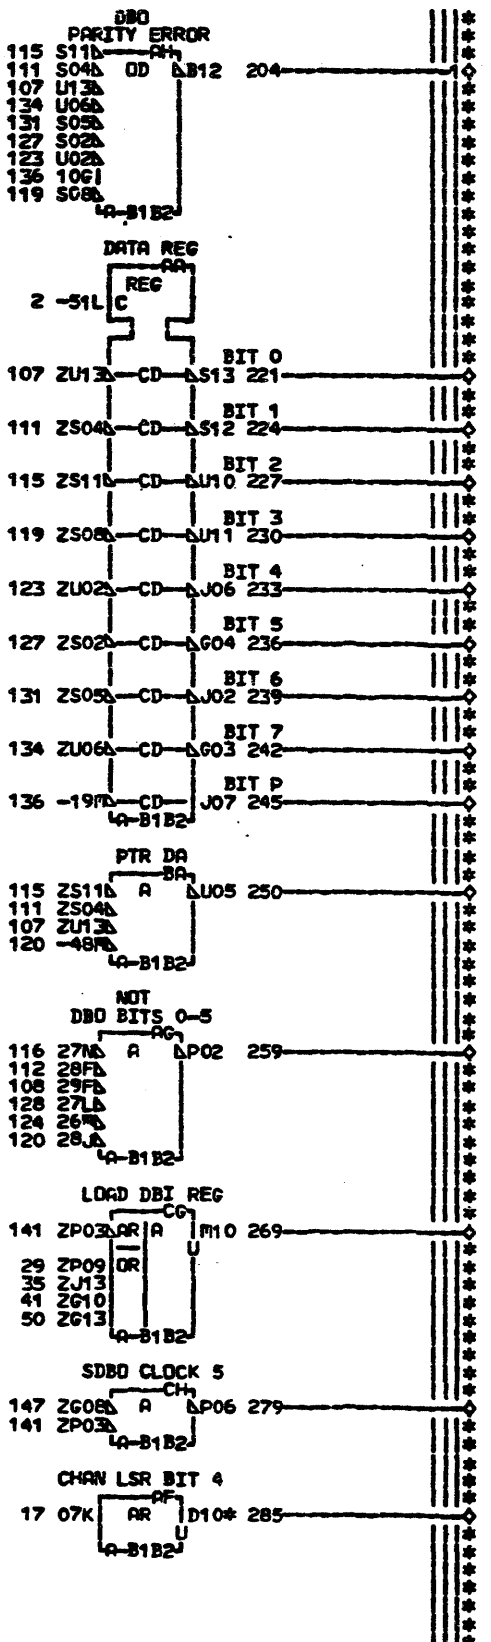 DBO
PARITY ERROR
AH
115 S11
111 S04 OD B12 204
107 U13
134 U06
131 S05
127 S02
123 U02
136 10G
119 S08
A-B1B2
DATA REG
AA
REG
2 -51L C
BIT 0
107 ZU13 CD S13 221
BIT 1
111 ZS04 CD S12 224
BIT 2
115 ZS11 CD U10 227
BIT 3
119 ZS08 CD U11 230
BIT 4
123 ZU02 CD J06 233
BIT 5
127 ZS02 CD G04 236
BIT 6
131 ZS05 CD J02 239
BIT 7
134 ZU06 CD G03 242
BIT P
136 -19M CD J07 245
A-B1B2
PTR DA
BA
115 ZS11 A U05 250
111 ZS04
107 ZU13
120 -48M
A-B1B2
NOT
DBO BITS 0-5
AG
116 27N A P02 259
112 28F
108 29F
128 27L
124 26M
120 28J
A-B1B2
LOAD DBI REG
CG
141 ZP03 AR A M10 269
U
29 ZP09 OR
35 ZJ13
41 ZG10
50 ZG13
A-B1B2
SDBO CLOCK 5
CH
147 ZG08 A P06 279
141 ZP03
A-B1B2
CHAN LSR BIT 4
AF
17 07K AR D10* 285
U
A-B1B2